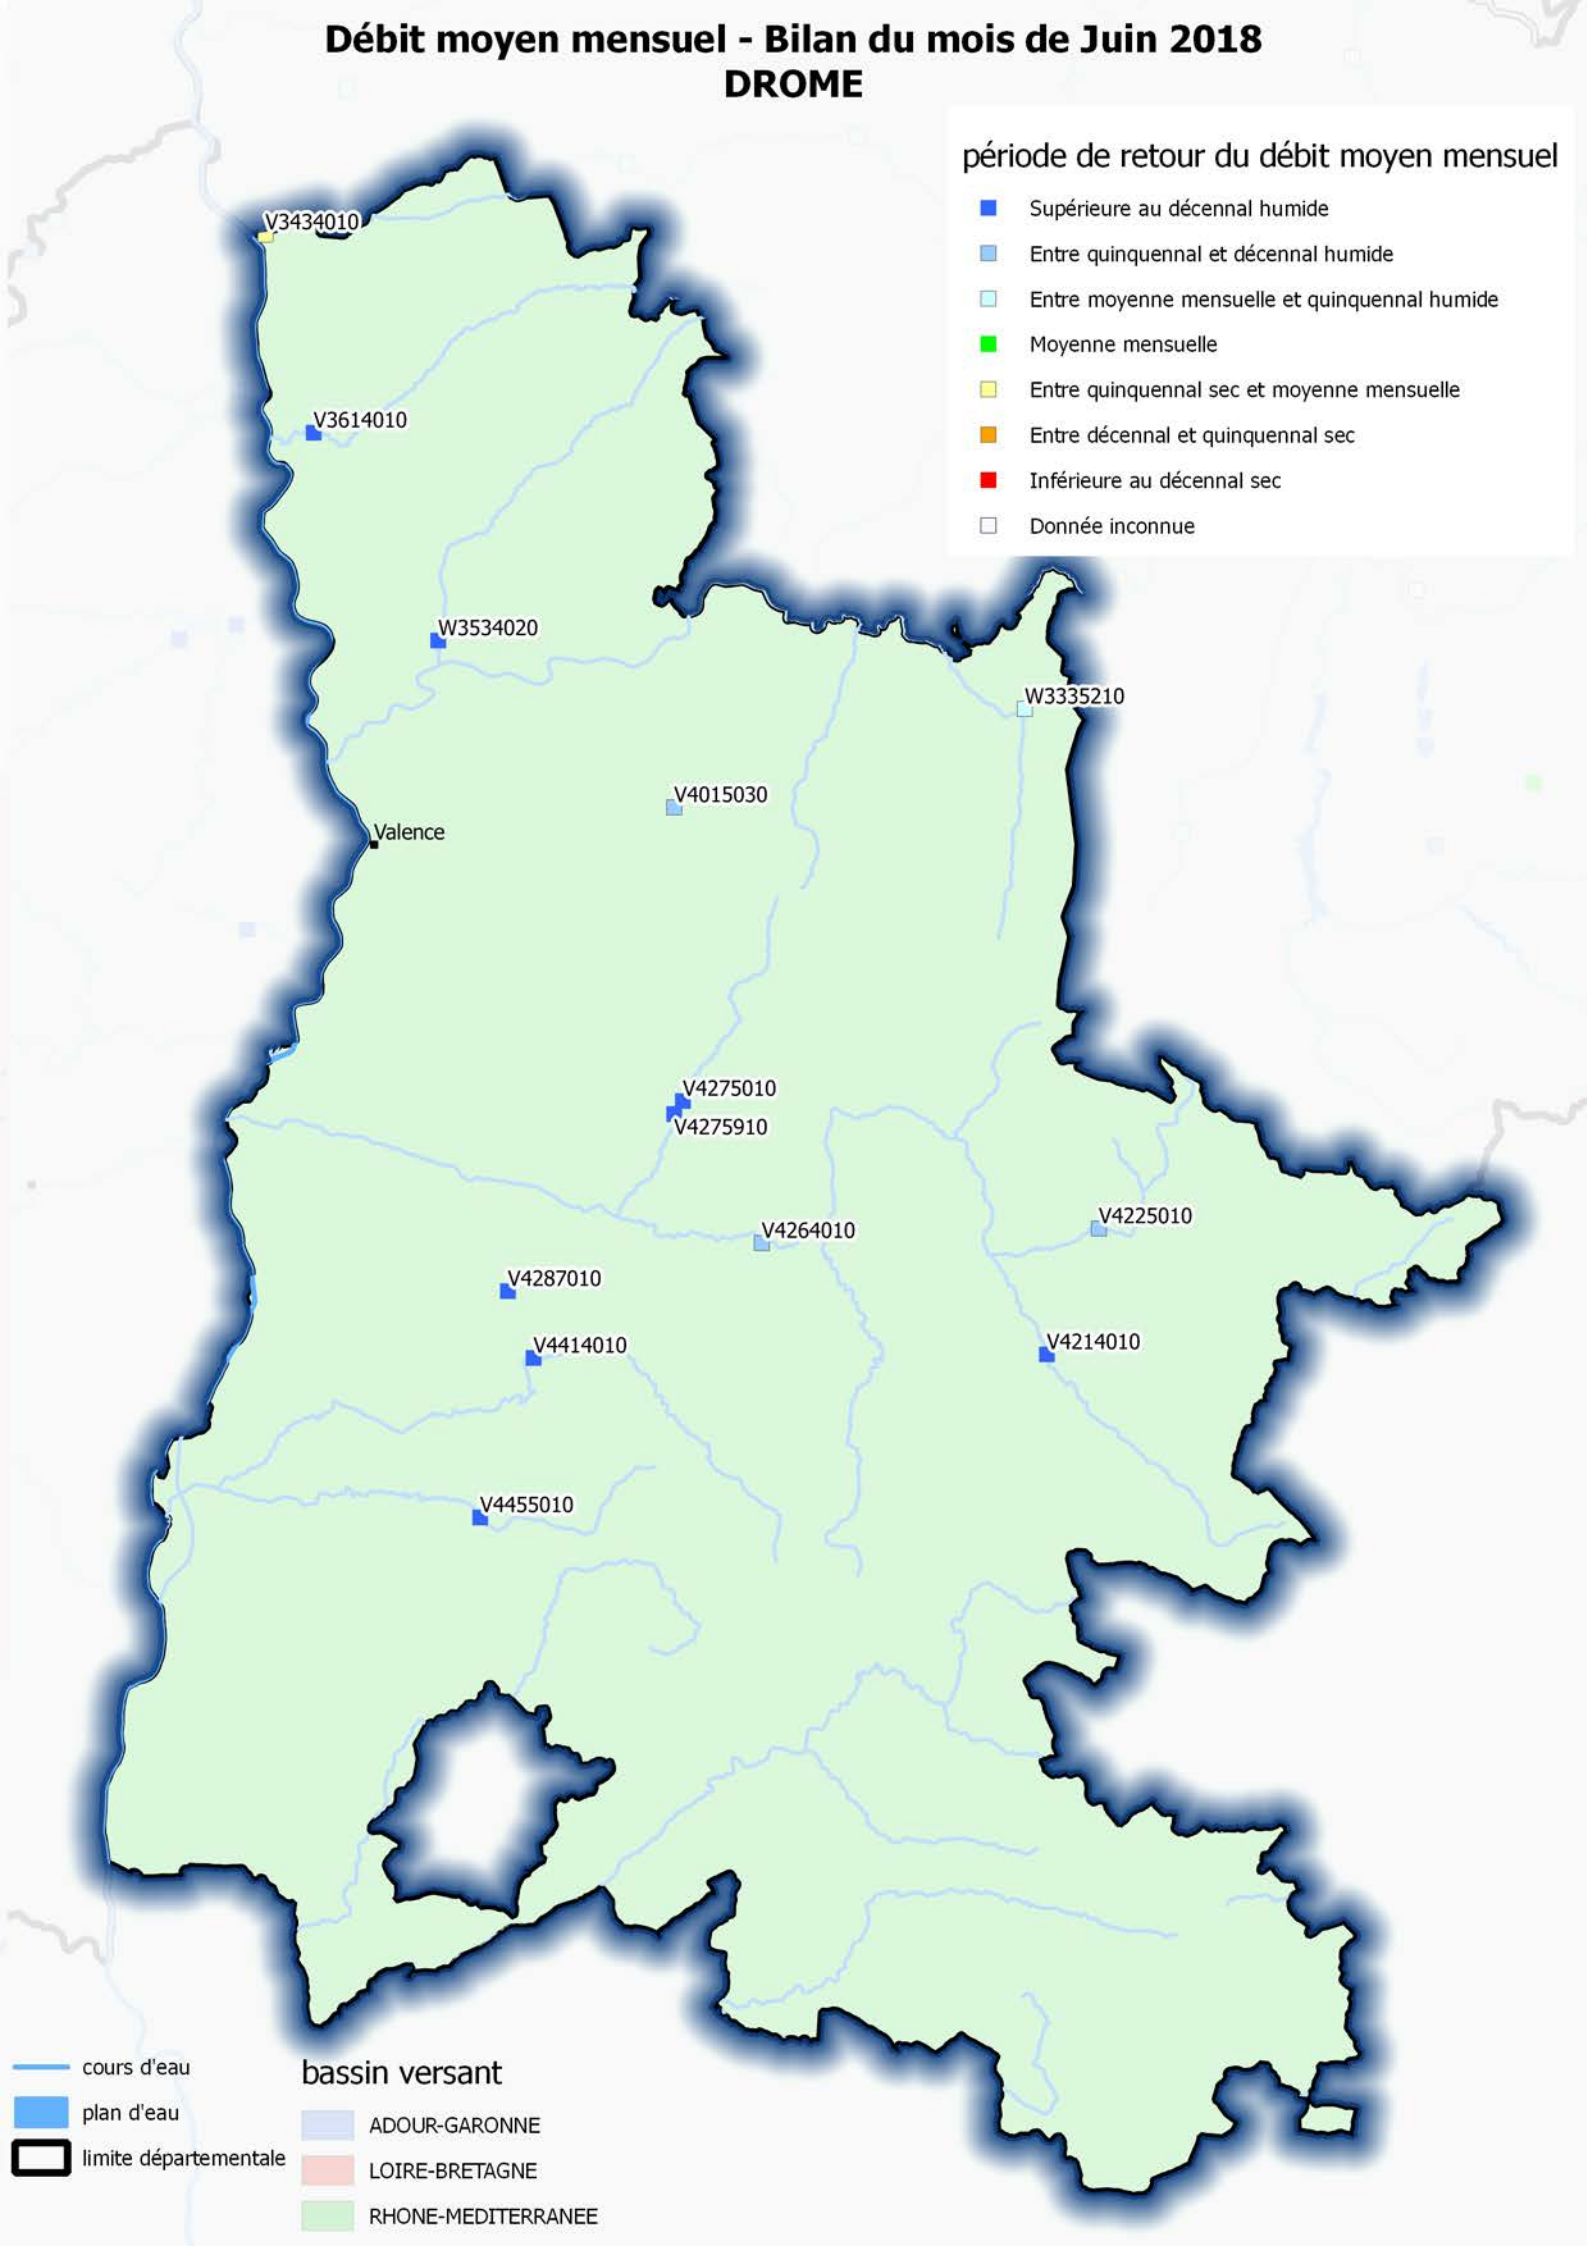 Débit moyen mensuel - Bilan du mois de Juin 2018
DROME
période de retour du débit moyen mensuel
Supérieure au décennal humide
Entre quinquennal et décennal humide
Entre moyenne mensuelle et quinquennal humide
Moyenne mensuelle
Entre quinquennal sec et moyenne mensuelle
Entre décennal et quinquennal sec
Inférieure au décennal sec
Donnée inconnue
V3434010
V3614010
W3534020
W3335210
V4015030
Valence
V4275010
V4275910
V4225010
V4264010
V4287010
V4414010
V4214010
V4455010
cours d'eau
plan d'eau
limite départementale
bassin versant
ADOUR-GARONNE
LOIRE-BRETAGNE
RHONE-MEDITERRANEE